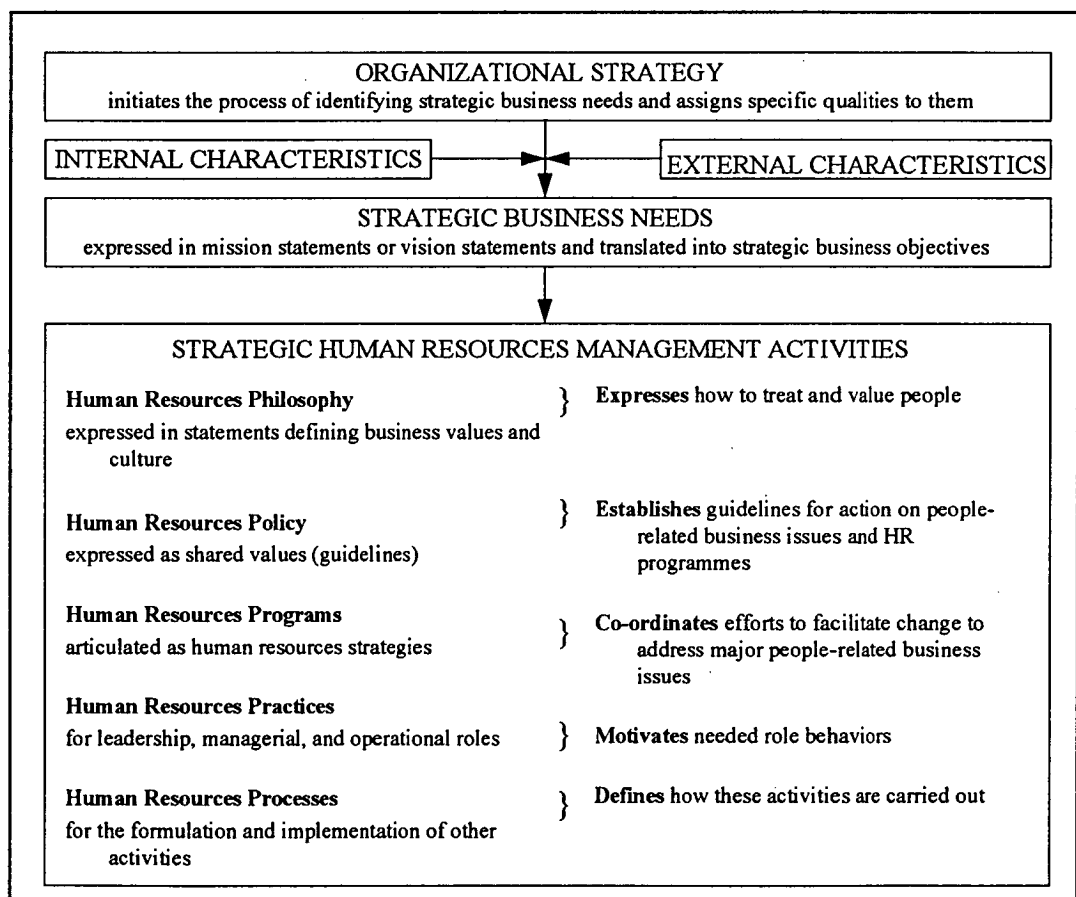 ORGANIZATIONAL STRATEGY
initiates the process of identifying strategic business needs and assigns specific qualities to them
INTERNAL CHARACTERISTICS
EXTERNAL CHARACTERISTICS
STRATEGIC BUSINESS NEEDS
expressed in mission statements or vision statements and translated into strategic business objectives
STRATEGIC HUMAN RESOURCES MANAGEMENT ACTIVITIES
Human Resources Philosophy
expressed in statements defining business values and
culture
} Expresses how to treat and value people
Human Resources Policy
expressed as shared values (guidelines)
} Establishes guidelines for action on people-
related business issues and HR
programmes
Human Resources Programs
articulated as human resources strategies
} Co-ordinates efforts to facilitate change to
address major people-related business
issues
Human Resources Practices
for leadership, managerial, and operational roles
} Motivates needed role behaviors
Human Resources Processes
for the formulation and implementation of other
activities
} Defines how these activities are carried out